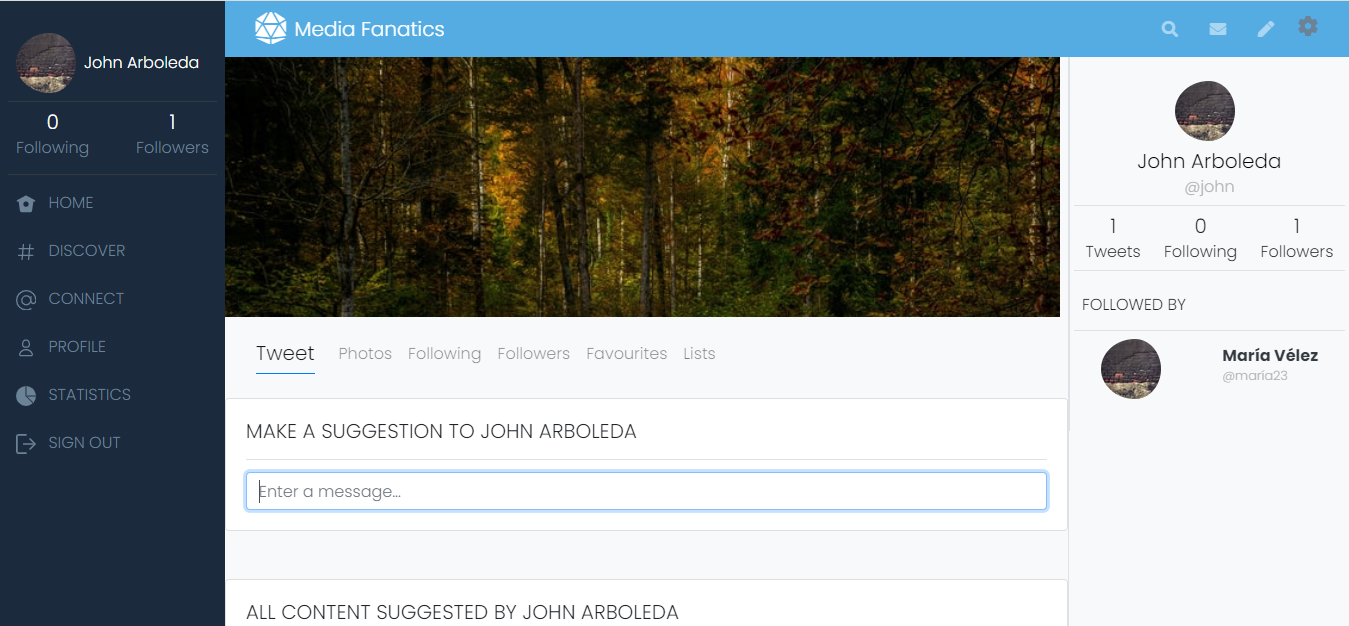 John Arboleda
0 1
Following Followers
HOME
DISCOVER
CONNECT
PROFILE
STATISTICS
SIGN OUT
Media Fanatics
Tweet Photos Following Followers Favourites Lists
MAKE A SUGGESTION TO JOHN ARBOLEDA
Enter a message...
ALL CONTENT SUGGESTED BY JOHN ARBOLEDA
John Arboleda
@john
1 0 1
Tweets Following Followers
FOLLOWED BY
María Vélez
@maría23